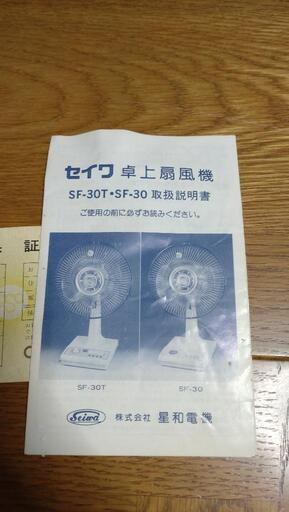 セイワ 卓上扇風機
SF-30T・SF-30 取扱説明書
ご使用の前に必ずお読みください。
証
SF-30T
SF-30
Seiwa 株式会社 星和電機